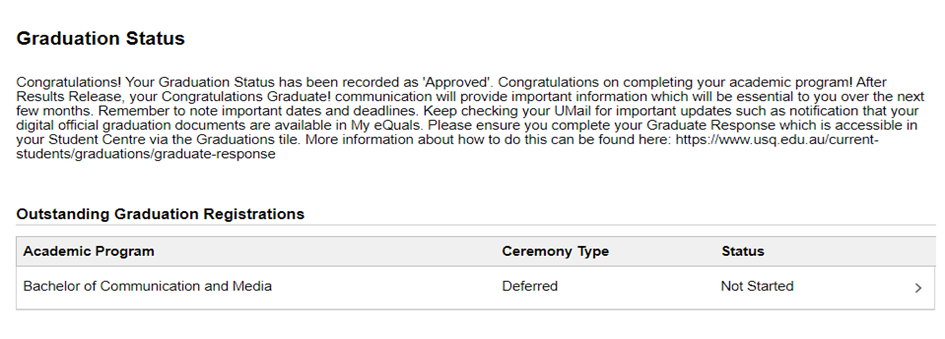 Graduation Status
Congratulations! Your Graduation Status has been recorded as 'Approved'. Congratulations on completing your academic program! After
Results Release, your Congratulations Graduate! communication will provide important information which will be essential to you over the next
few months. Remember to note important dates and deadlines. Keep checking your UMail for important updates such as notification that your
digital official graduation documents are available in My eQuals. Please ensure you complete your Graduate Response which is accessible in
your Student Centre via the Graduations tile. More information about how to do this can be found here: https://www.usq.edu.au/current-
students/graduations/graduate-response
Outstanding Graduation Registrations
Academic Program Ceremony Type Status
Bachelor of Communication and Media Deferred Not Started